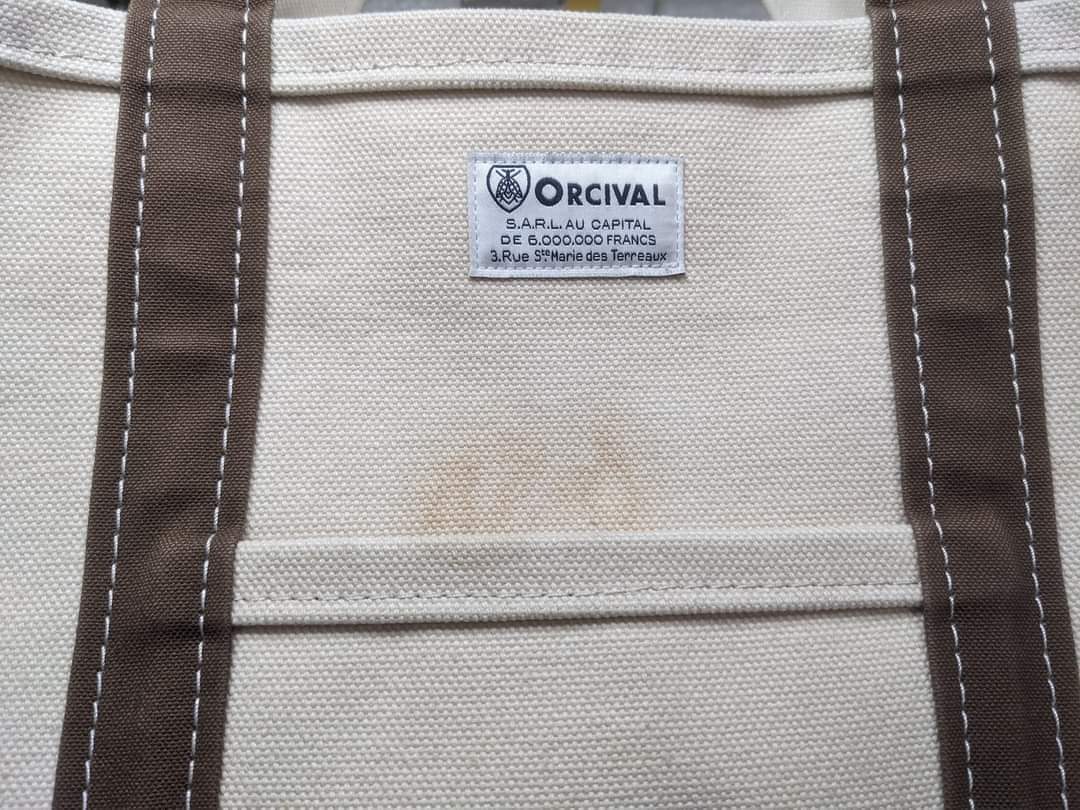 ORCIVAL
S.A.R.L. AU CAPITAL
DE 6.000.000 FRANCS
3.Rue Ste Marie des Terreaux